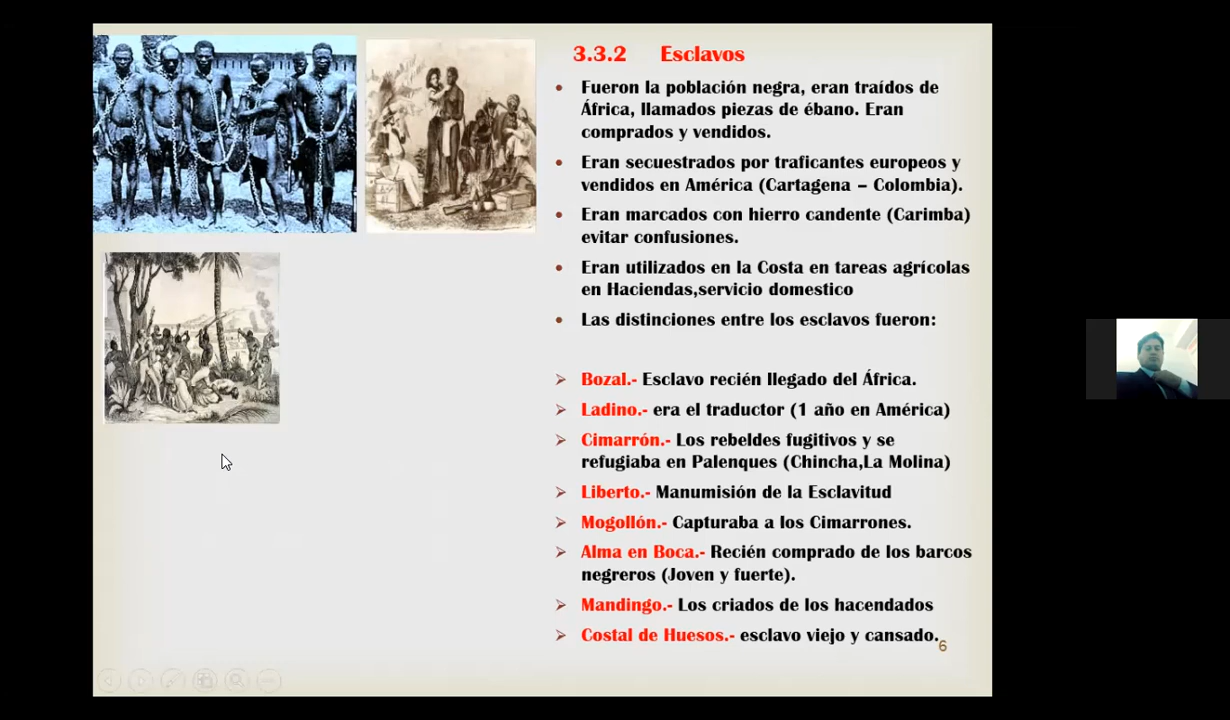 3.3.2 Esclavos
• Fueron la población negra, eran traídos de
África, llamados piezas de ébano. Eran
comprados y vendidos.
• Eran secuestrados por traficantes europeos y
vendidos en América (Cartagena – Colombia).
• Eran marcados con hierro candente (Carimba)
evitar confusiones.
• Eran utilizados en la Costa en tareas agrícolas
en Haciendas,servicio domestico
• Las distinciones entre los esclavos fueron:
➢ Bozal.- Esclavo recién llegado del África.
➢ Ladino.- era el traductor (1 año en América)
➢ Cimarrón.- Los rebeldes fugitivos y se
refugiaba en Palenques (Chincha,La Molina)
➢ Liberto.- Manumisión de la Esclavitud
➢ Mogollón.- Capturaba a los Cimarrones.
➢ Alma en Boca.- Recién comprado de los barcos
negreros (Joven y fuerte).
➢ Mandingo.- Los criados de los hacendados
➢ Costal de Huesos.- esclavo viejo y cansado.
6